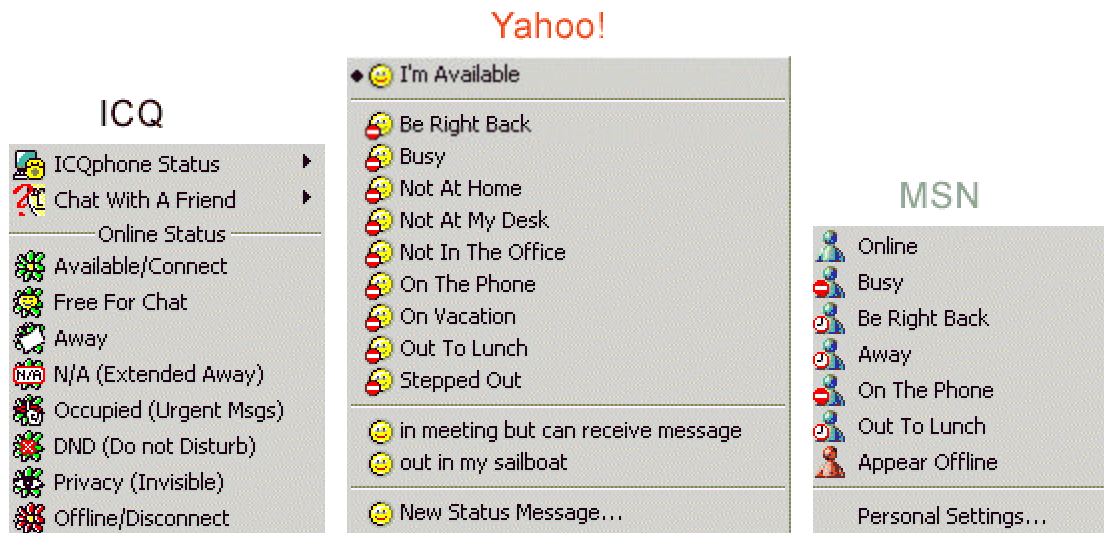 Yahoo!
I'm Available
Be Right Back
Busy
Not At Home
Not At My Desk
Not In The Office
On The Phone
On Vacation
Out To Lunch
Stepped Out
in meeting but can receive message
out in my sailboat
New Status Message...
ICQ
ICQphone Status
Chat With A Friend
Online Status
Available/Connect
Free For Chat
Away
N/A (Extended Away)
Occupied (Urgent Msgs)
DND (Do not Disturb)
Privacy (Invisible)
Offline/Disconnect
MSN
Online
Busy
Be Right Back
Away
On The Phone
Out To Lunch
Appear Offline
Personal Settings...